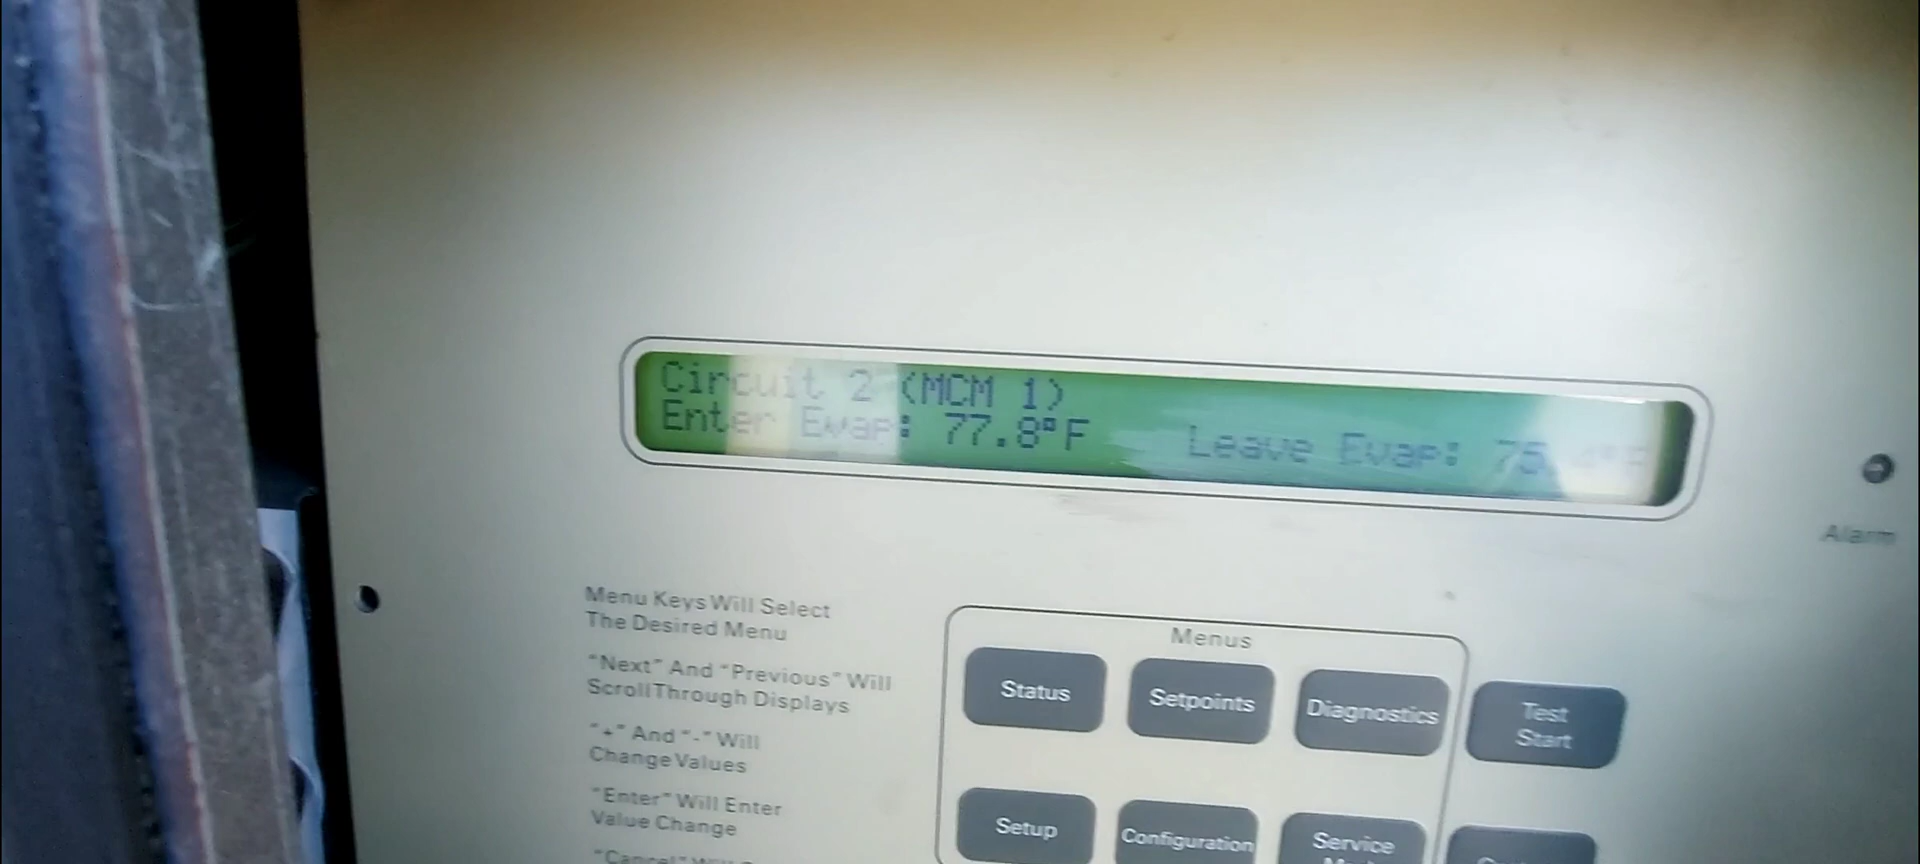 Circuit 2 (MCM 1)
Enter Evap: 77.8°F Leave Evap: 75
Alarm
Menu Keys Will Select
The Desired Menu
"Next" And "Previous" Will
Scroll Through Displays
"+" And "-" Will
Change Values
"Enter" Will Enter
Value Change
"Cancel" Will
Menus
Status
Setpoints
Diagnostics
Test
Start
Setup
Configuration
Service